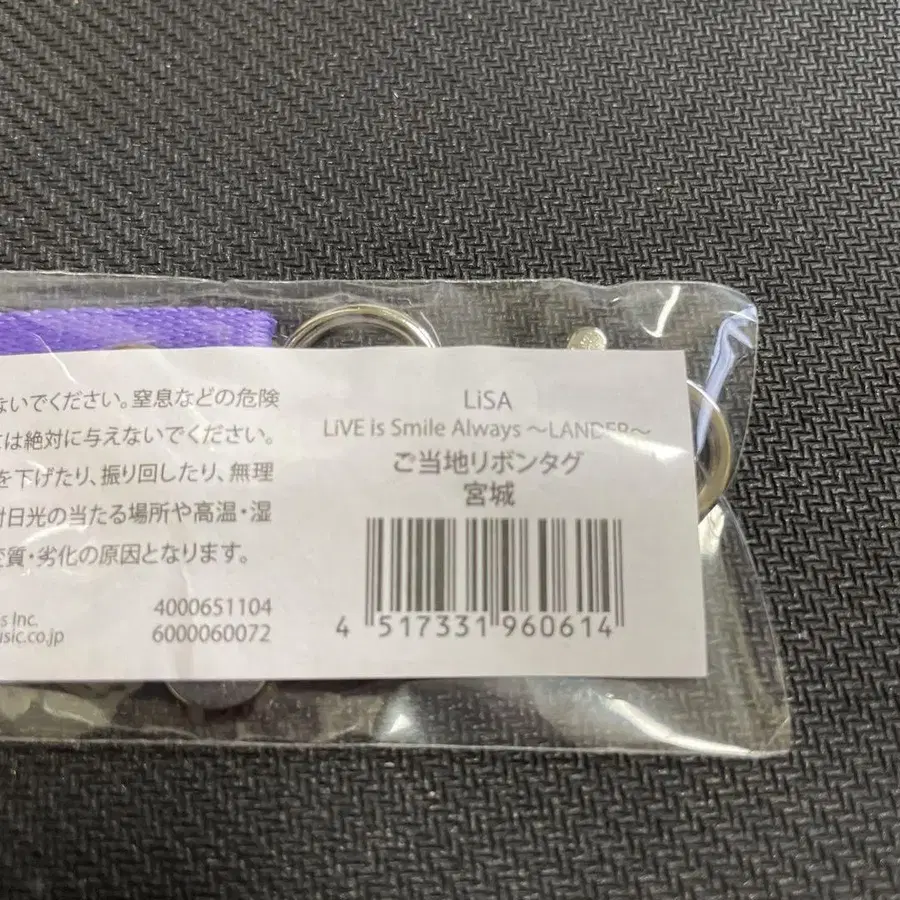 ないでください。窒息などの危険
には絶対に与えないでください。
を下げたり、振り回したり、無理
射日光の当たる場所や高温・湿
変質・劣化の原因となります。
s Inc.
usic.co.jp
4000651104
6000060072
LiSA
LiVE is Smile Always ～LANDER～
ご当地リボンタグ
宮城
4 517331 960614